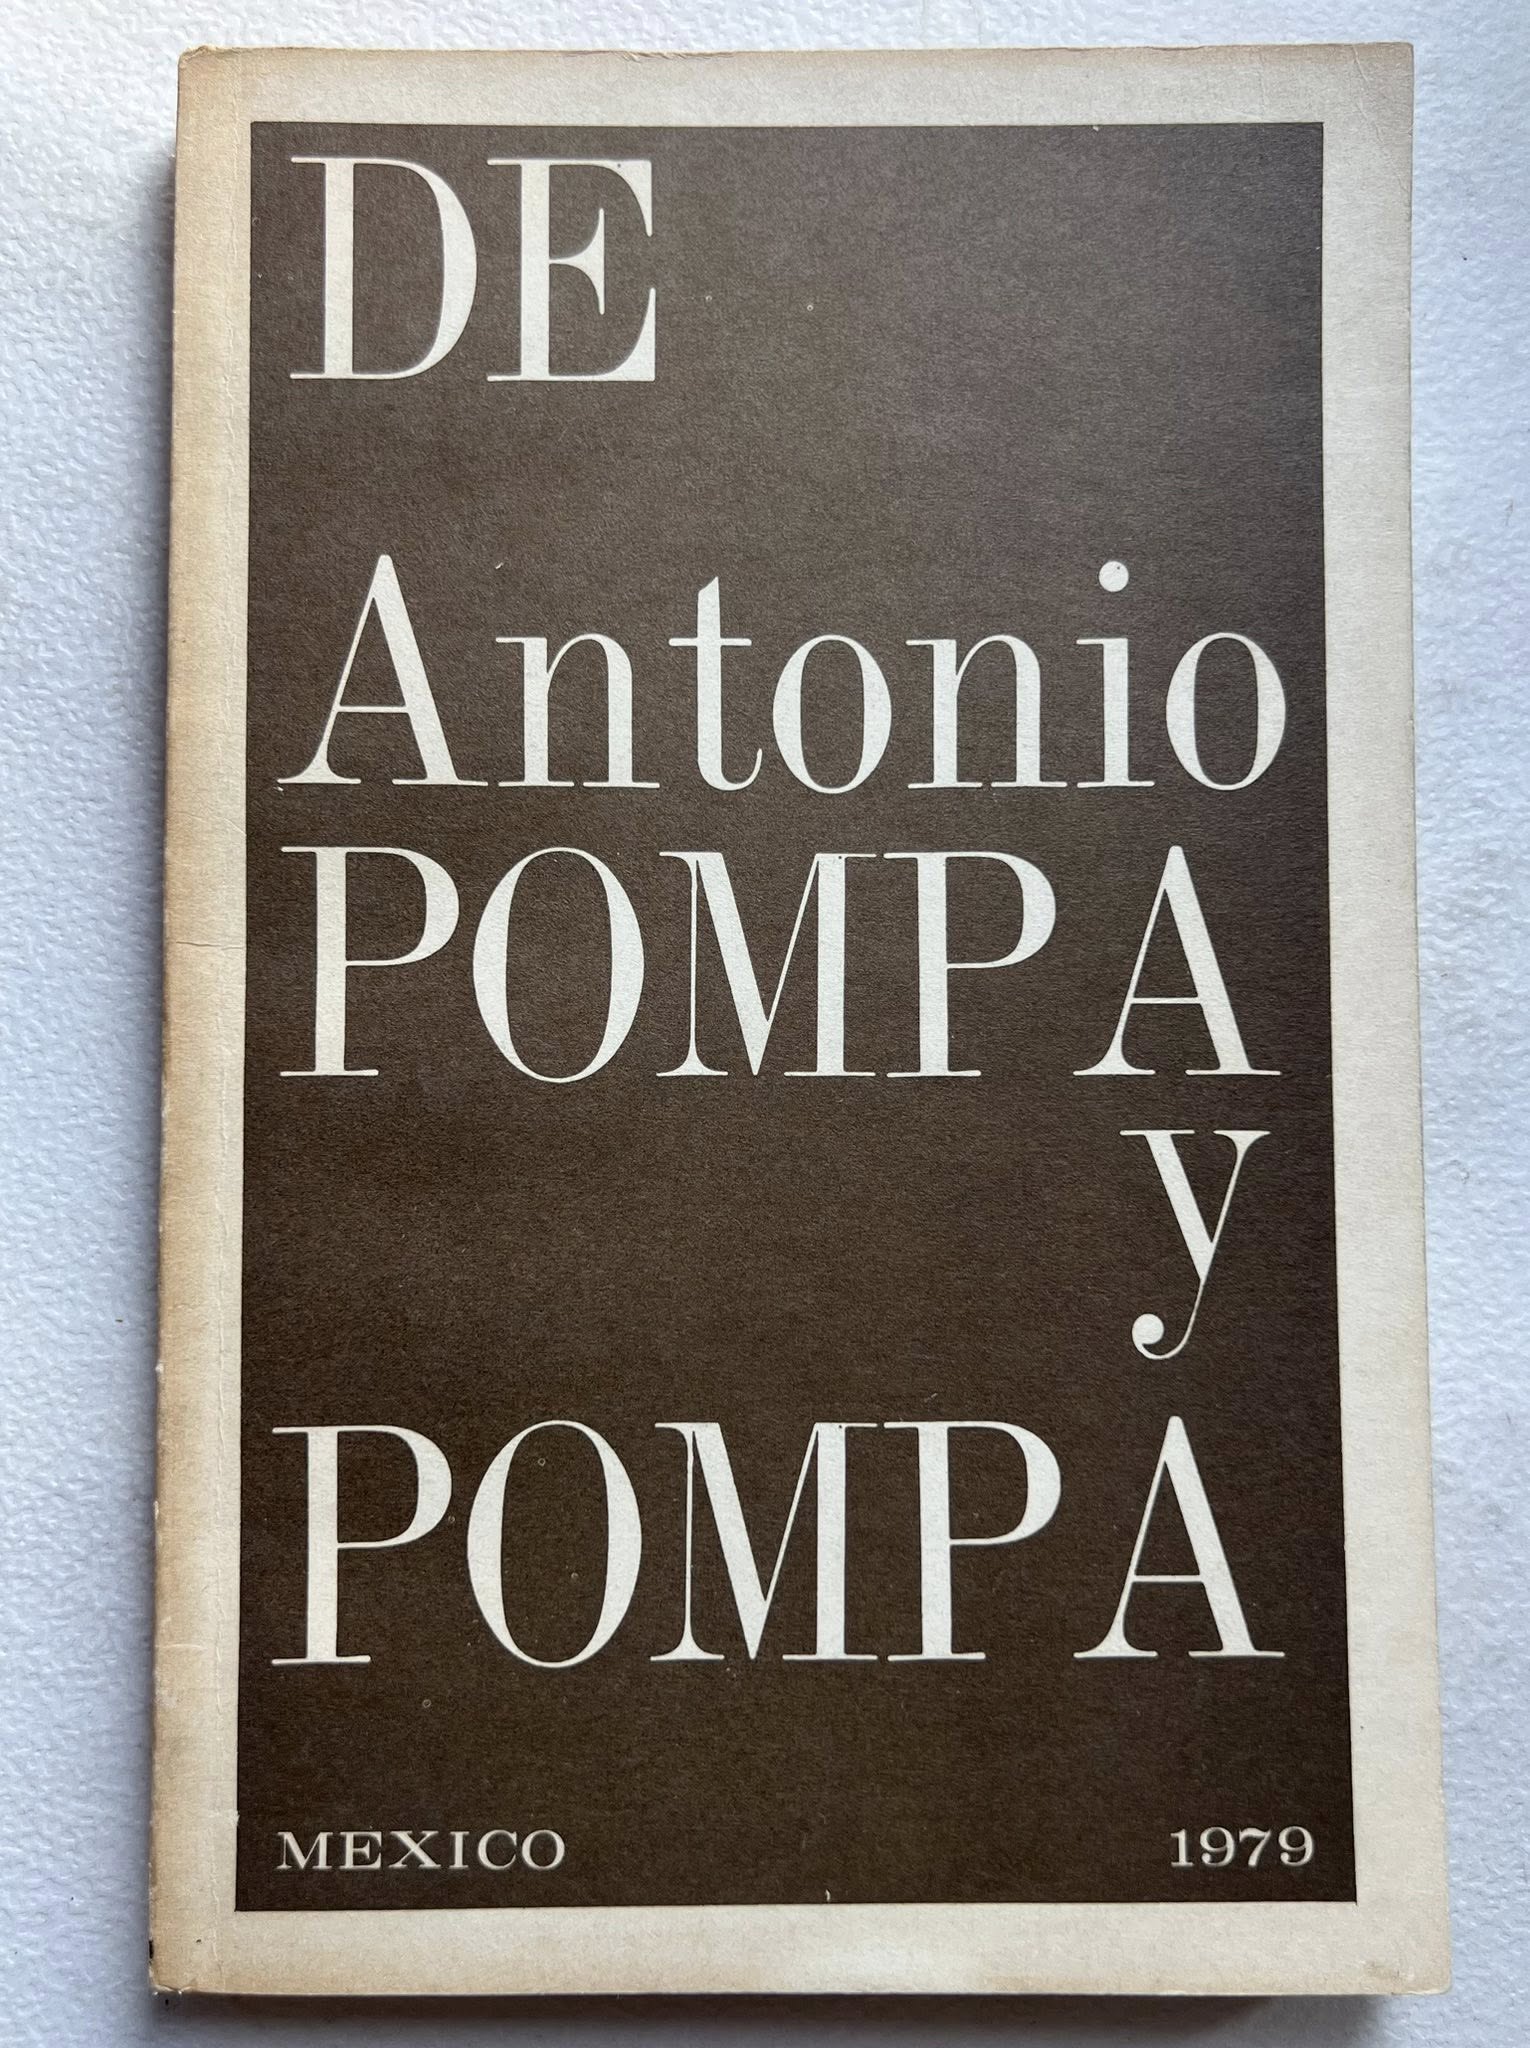 DE
Antonio
POMPA
y
POMPA
MEXICO 1979